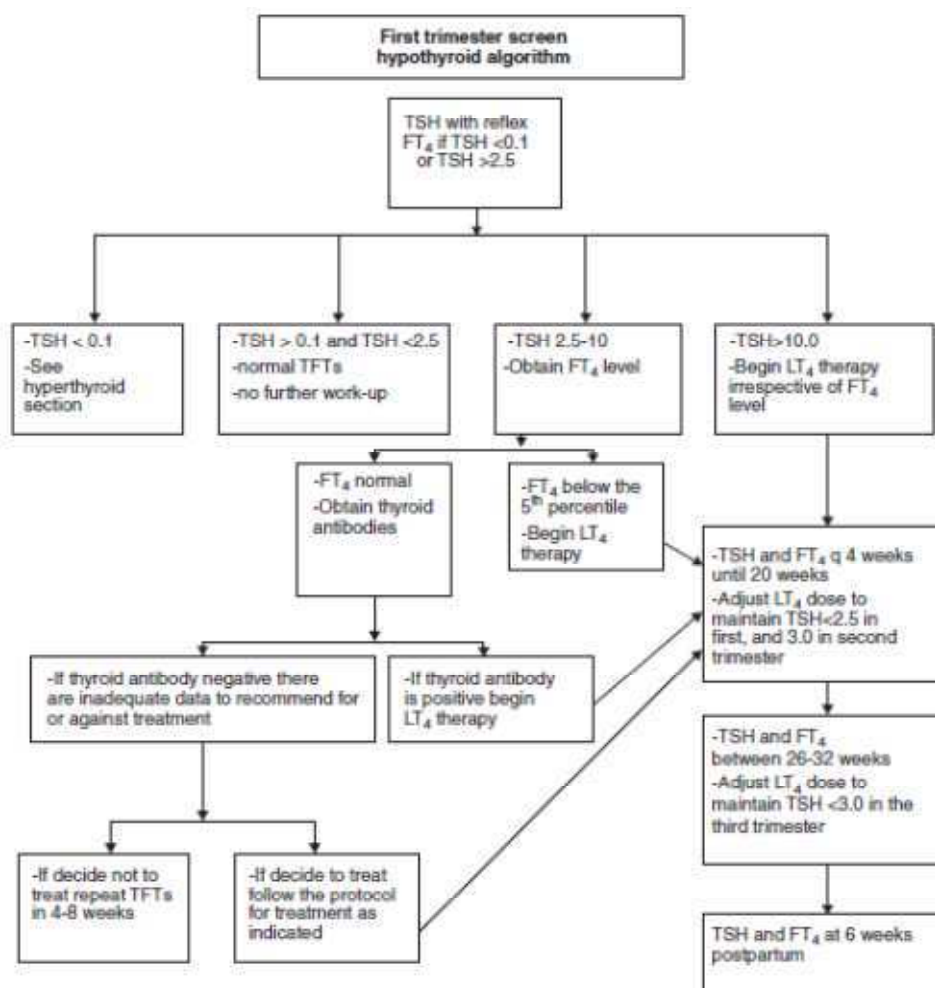 First trimester screen
hypothyroid algorithm
TSH with reflex
FT₄ if TSH <0.1
or TSH >2.5
-TSH < 0.1
-See
hyperthyroid
section
-TSH > 0.1 and TSH <2.5
-normal TFTs
-no further work-up
-TSH 2.5-10
-Obtain FT₄ level
-TSH>10.0
-Begin LT₄ therapy
irrespective of FT₄
level
-FT₄ normal
-Obtain thyroid
antibodies
-FT₄ below the
5th percentile
-Begin LT₄
therapy
-TSH and FT₄ q 4 weeks
until 20 weeks
-Adjust LT₄ dose to
maintain TSH<2.5 in
first, and 3.0 in second
trimester
-If thyroid antibody negative there
are inadequate data to recommend for
or against treatment
-If thyroid antibody
is positive begin
LT₄ therapy
-TSH and FT₄
between 26-32 weeks
-Adjust LT₄ dose to
maintain TSH <3.0 in the
third trimester
-If decide not to
treat repeat TFTs
in 4-8 weeks
-If decide to treat
follow the protocol
for treatment as
indicated
TSH and FT₄ at 6 weeks
postpartum